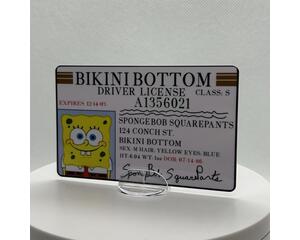 BIKINI BOTTOM
DRIVER LICENSE CLASS: S
A1356021
EXPIRES 12-14-05
SPONGEBOB SQUAREPANTS
124 CONCH ST.
BIKINI BOTTOM
SEX: M HAIR: YELLOW EYES: BLUE
HT: 6.04 WT: 1oz DOB: 07-14-86
SpongeBob SquarePants